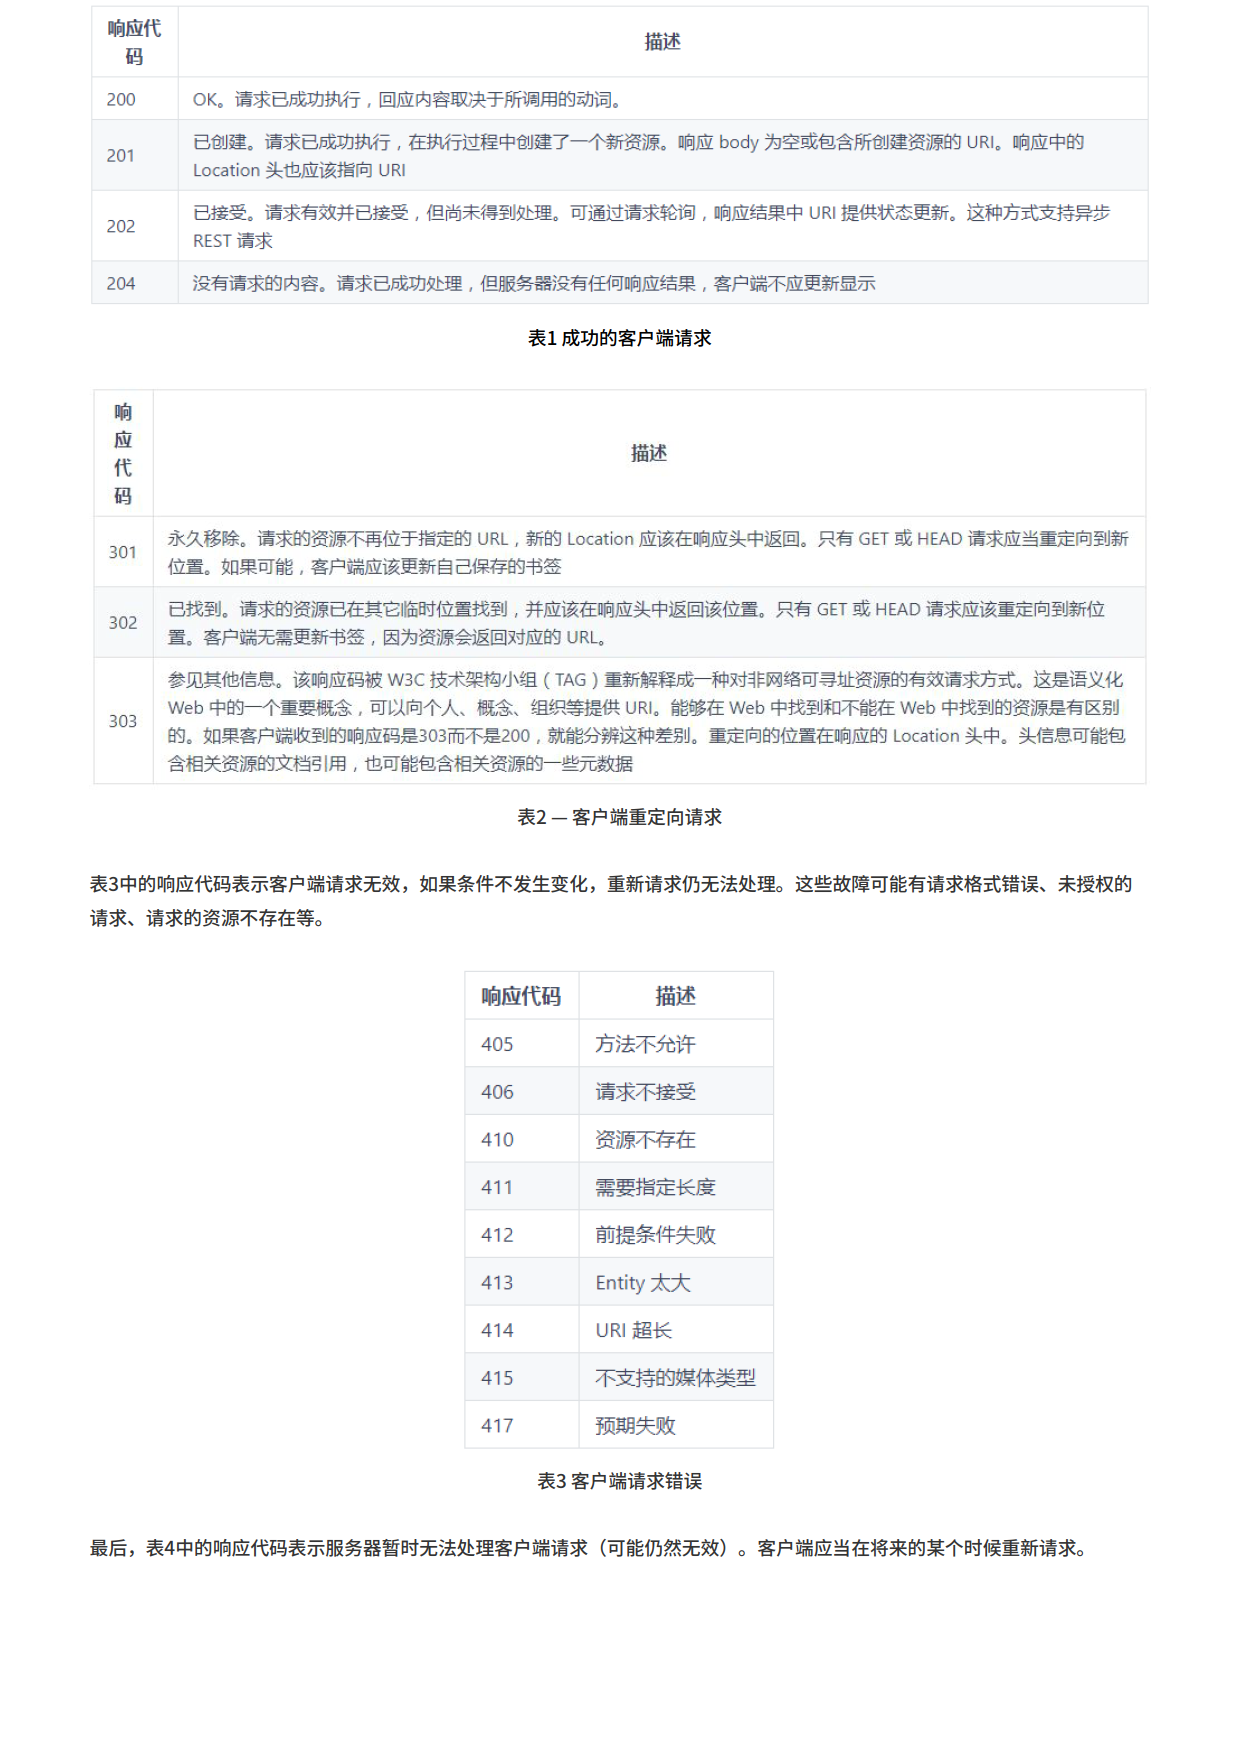 响应代
码
描述
200
OK。请求已成功执行，回应内容取决于所调用的动词。
201
已创建。请求已成功执行，在执行过程中创建了一个新资源。响应 body 为空或包含所创建资源的 URI。响应中的
Location 头也应该指向 URI
202
已接受。请求有效并已接受，但尚未得到处理。可通过请求轮询，响应结果中 URI 提供状态更新。这种方式支持异步
REST 请求
204
没有请求的内容。请求已成功处理，但服务器没有任何响应结果，客户端不应更新显示
表1 成功的客户端请求
响
应
代
码
描述
301
永久移除。请求的资源不再位于指定的 URL，新的 Location 应该在响应头中返回。只有 GET 或 HEAD 请求应当重定向到新
位置。如果可能，客户端应该更新自己保存的书签
302
已找到。请求的资源已在其它临时位置找到，并应该在响应头中返回该位置。只有 GET 或 HEAD 请求应该重定向到新位
置。客户端无需更新书签，因为资源会返回对应的 URL。
303
参见其他信息。该响应码被 W3C 技术架构小组（TAG）重新解释成一种对非网络可寻址资源的有效请求方式。这是语义化
Web 中的一个重要概念，可以向个人、概念、组织等提供 URI。能够在 Web 中找到和不能在 Web 中找到的资源是有区别
的。如果客户端收到的响应码是303而不是200，就能分辨这种差别。重定向的位置在响应的 Location 头中。头信息可能包
含相关资源的文档引用，也可能包含相关资源的一些元数据
表2 — 客户端重定向请求
表3中的响应代码表示客户端请求无效，如果条件不发生变化，重新请求仍无法处理。这些故障可能有请求格式错误、未授权的
请求、请求的资源不存在等。
响应代码 描述
405 方法不允许
406 请求不接受
410 资源不存在
411 需要指定长度
412 前提条件失败
413 Entity 太大
414 URI 超长
415 不支持的媒体类型
417 预期失败
表3 客户端请求错误
最后，表4中的响应代码表示服务器暂时无法处理客户端请求（可能仍然无效）。客户端应当在将来的某个时候重新请求。